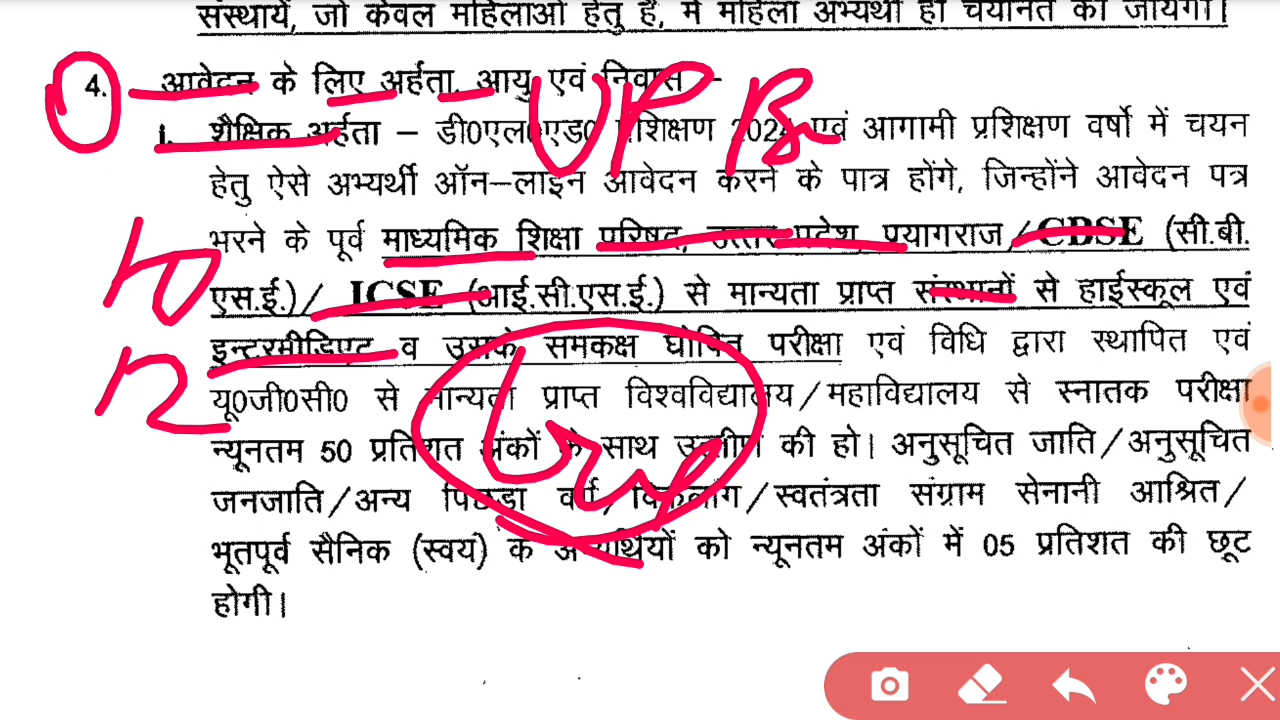 संस्थायें, जो केवल महिलाओं हेतु है, में महिला अभ्यर्थी ही चयनित की जायेगी।
4. आवेदन के लिए अर्हता, आयु एवं निवास –
i. शैक्षिक अर्हता – डी0एल0एड0 प्रशिक्षण 2024 एवं आगामी प्रशिक्षण वर्षो में चयन
हेतु ऐसे अभ्यर्थी ऑन–लाइन आवेदन करने के पात्र होंगे, जिन्होंने आवेदन पत्र
भरने के पूर्व माध्यमिक शिक्षा परिषद, उत्तर प्रदेश, प्रयागराज/CBSE (सी.बी.
एस.ई.)/ ICSE (आई.सी.एस.ई.) से मान्यता प्राप्त संस्थानों से हाईस्कूल एवं
इन्टरमीडिएट व उसके समकक्ष घोषित परीक्षा एवं विधि द्वारा स्थापित एवं
यू0जी0सी0 से मान्यता प्राप्त विश्वविद्यालय/महाविद्यालय से स्नातक परीक्षा
न्यूनतम 50 प्रतिशत अंकों के साथ उत्तीर्ण की हो। अनुसूचित जाति/अनुसूचित
जनजाति/अन्य पिछड़ा वर्ग/विकलांग/स्वतंत्रता संग्राम सेनानी आश्रित/
भूतपूर्व सैनिक (स्वयं) के अभ्यर्थियों को न्यूनतम अंकों में 05 प्रतिशत की छूट
होगी।
UP
10
12